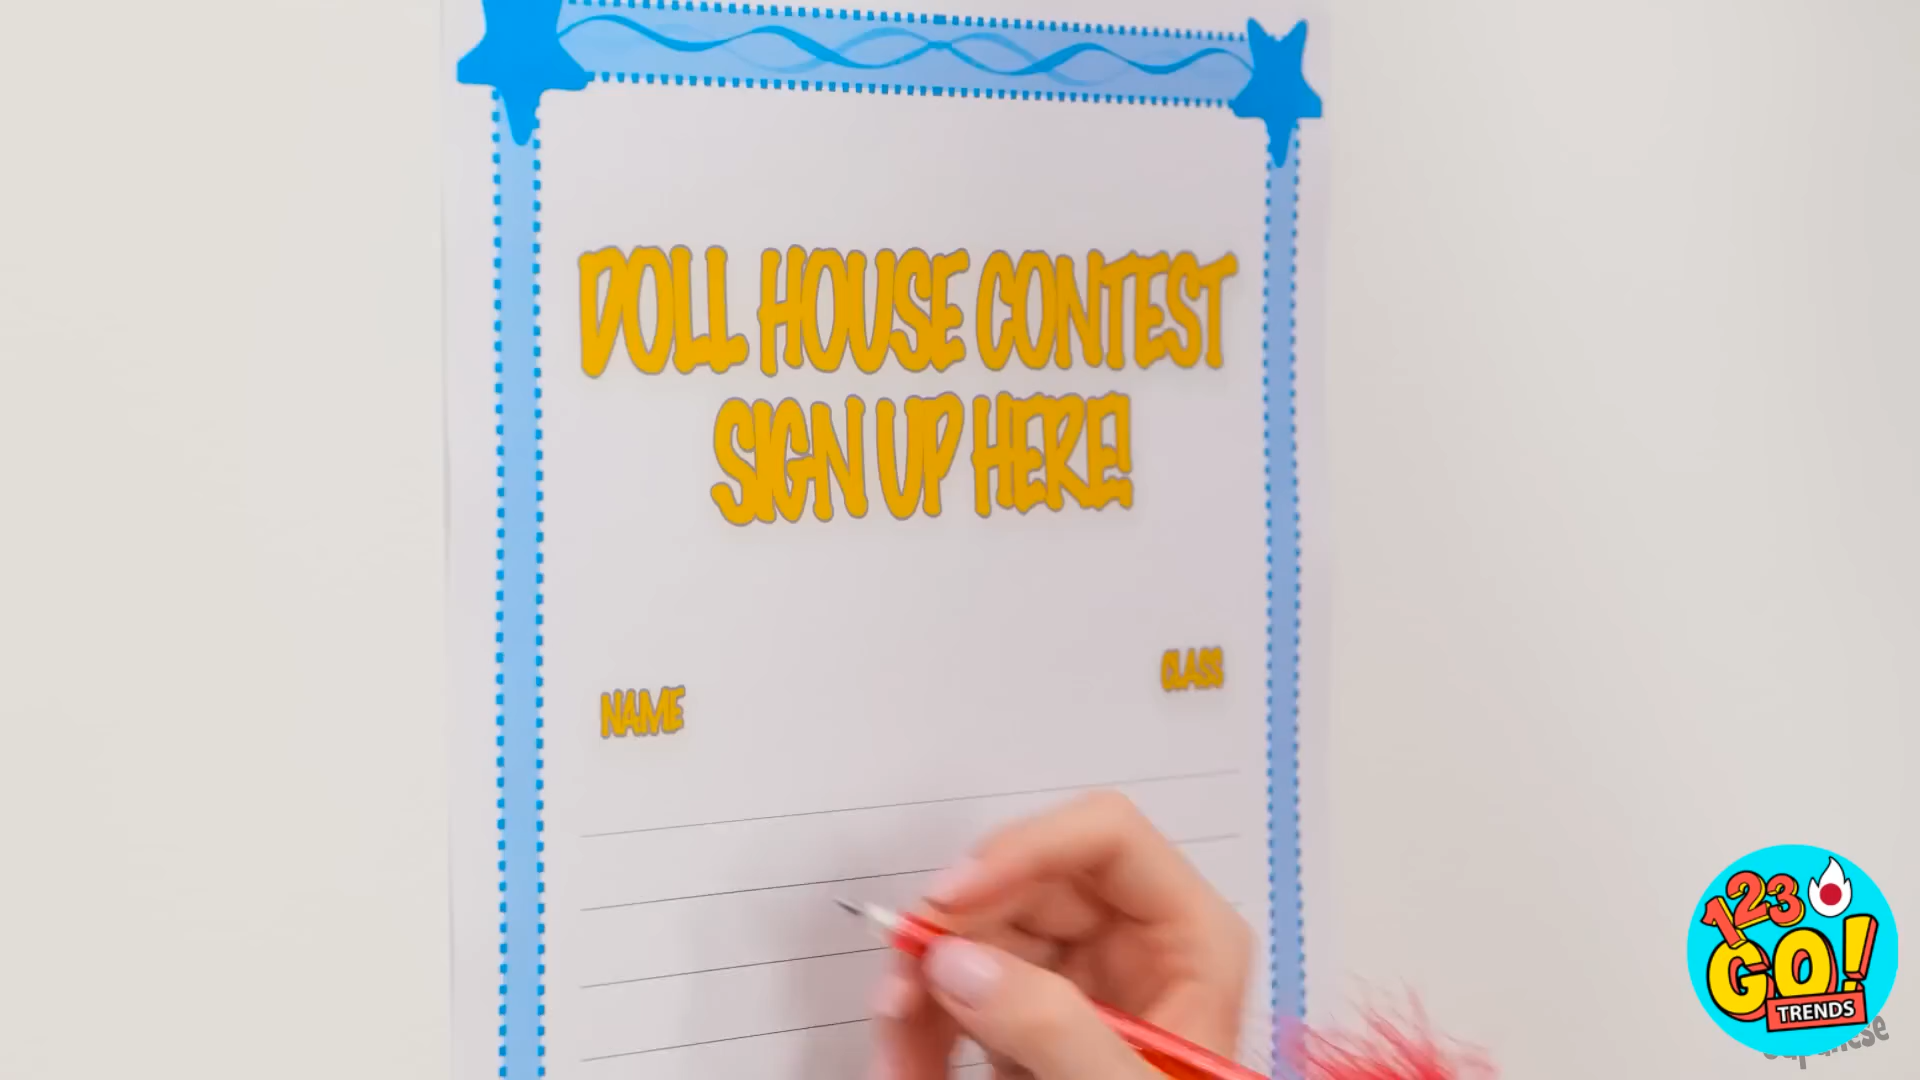 DOLL HOUSE CONTEST
SIGN UP HERE!
NAME
CLASS
123
GO!
TRENDS